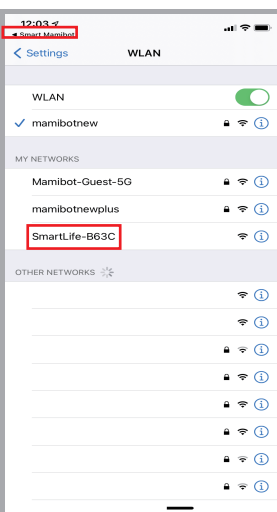 12:03
◀ Smart Mamibot
Settings WLAN
WLAN
mamibotnew
MY NETWORKS
Mamibot-Guest-5G
mamibotnewplus
SmartLife-B63C
OTHER NETWORKS